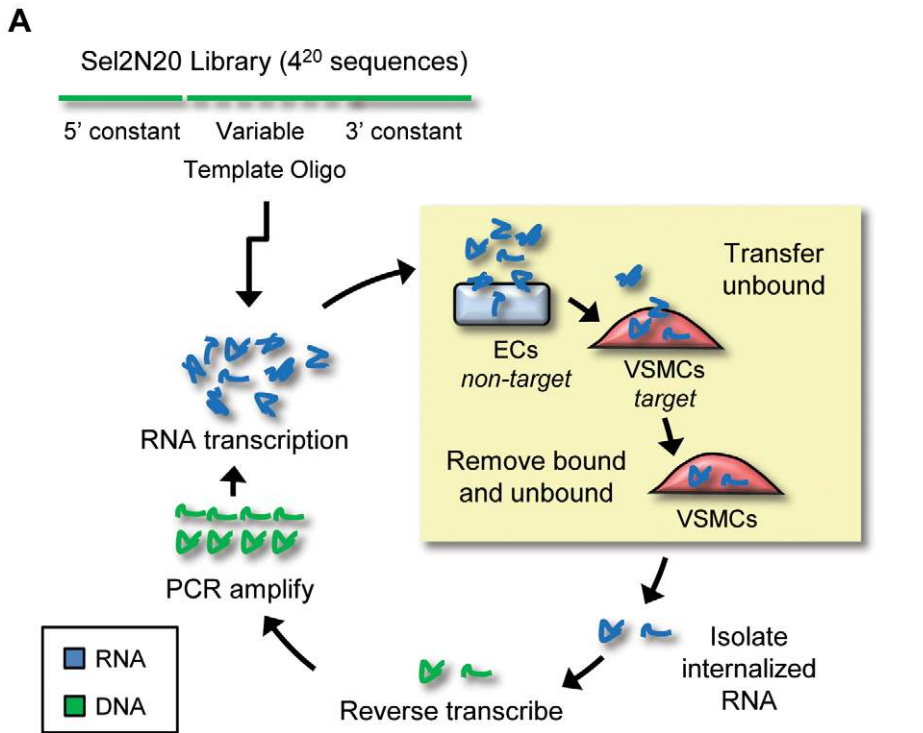 A
Sel2N20 Library (4²⁰ sequences)
5’ constant Variable 3’ constant
Template Oligo
Transfer
unbound
ECs
non-target
VSMCs
target
RNA transcription
Remove bound
and unbound
VSMCs
PCR amplify
Isolate
internalized
RNA
Reverse transcribe
RNA
DNA